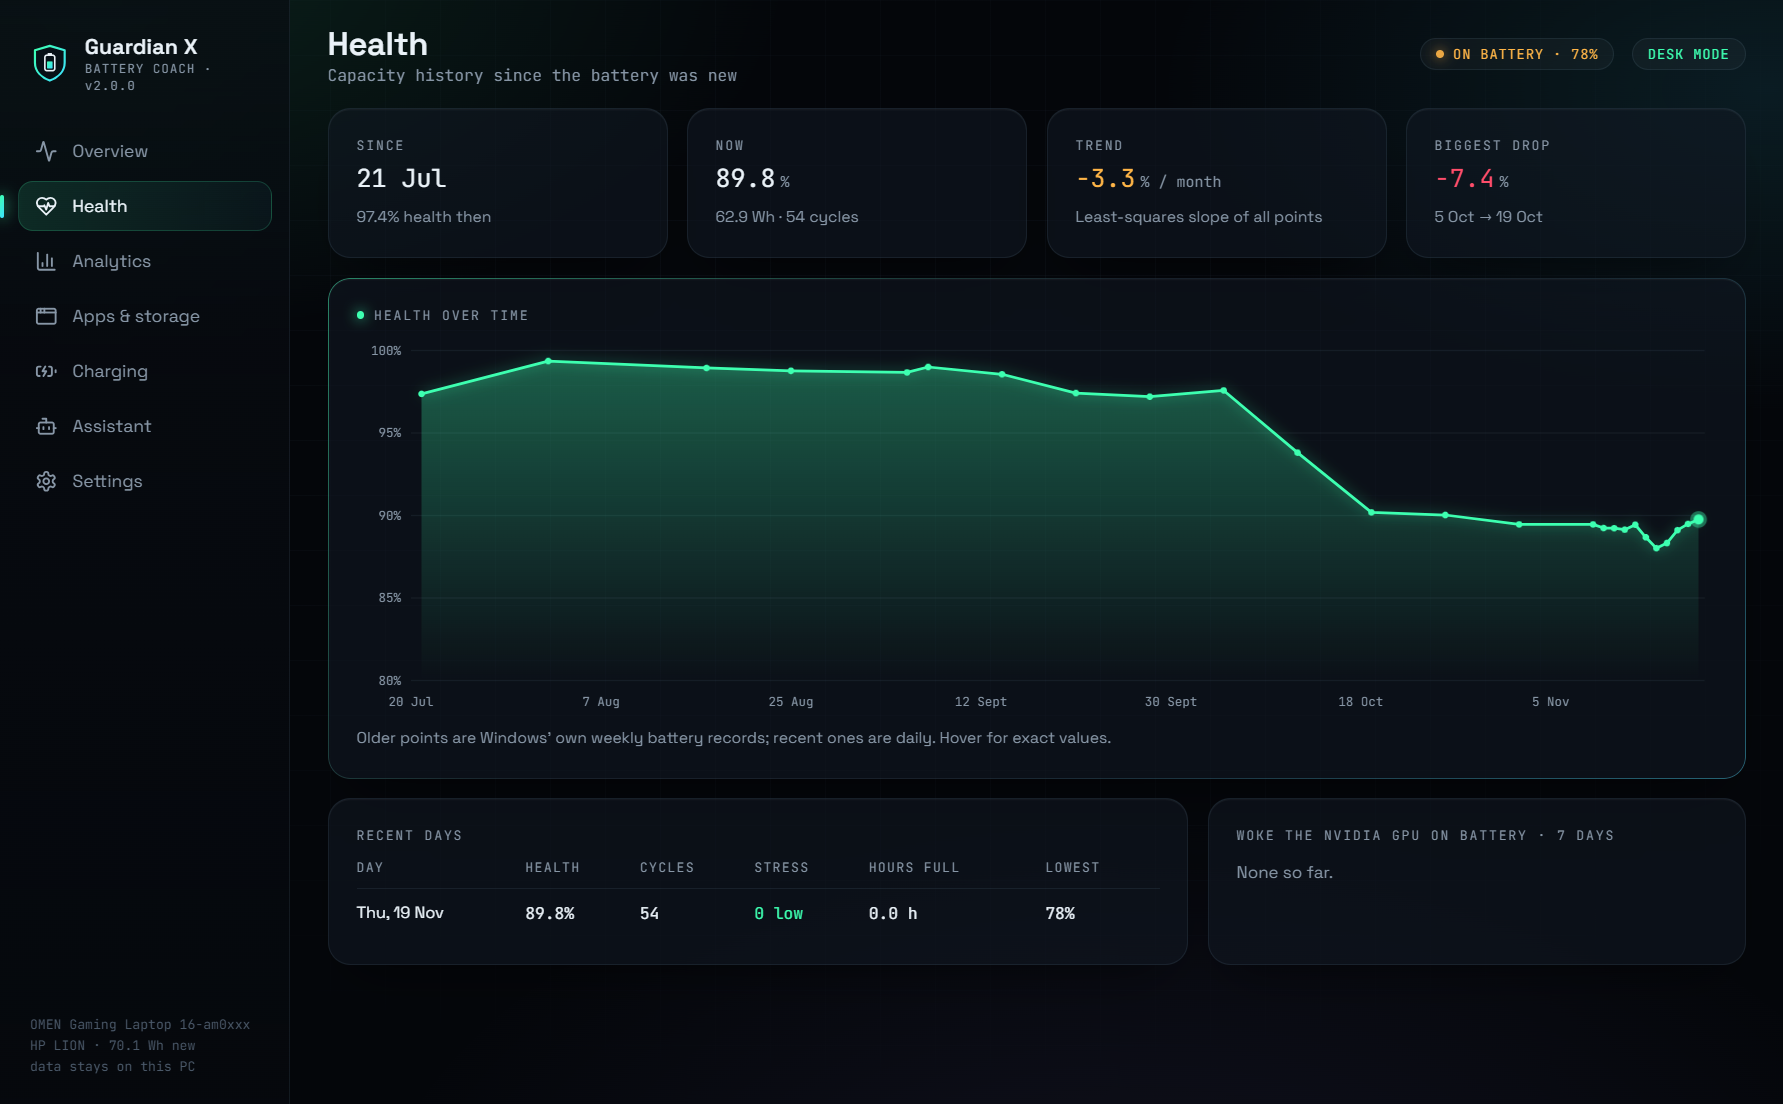 Guardian X
BATTERY COACH ·
v2.0.0
Overview
Health
Analytics
Apps & storage
Charging
Assistant
Settings
OMEN Gaming Laptop 16-am0xxx
HP LION · 70.1 Wh new
data stays on this PC
Health
Capacity history since the battery was new
ON BATTERY · 78%
DESK MODE
SINCE
21 Jul
97.4% health then
NOW
89.8 %
62.9 Wh · 54 cycles
TREND
-3.3 % / month
Least-squares slope of all points
BIGGEST DROP
-7.4 %
5 Oct → 19 Oct
HEALTH OVER TIME
100%
95%
90%
85%
80%
20 Jul
7 Aug
25 Aug
12 Sept
30 Sept
18 Oct
5 Nov
Older points are Windows’ own weekly battery records; recent ones are daily. Hover for exact values.
RECENT DAYS
DAY HEALTH CYCLES STRESS HOURS FULL LOWEST
Thu, 19 Nov 89.8% 54 0 low 0.0 h 78%
WOKE THE NVIDIA GPU ON BATTERY · 7 DAYS
None so far.